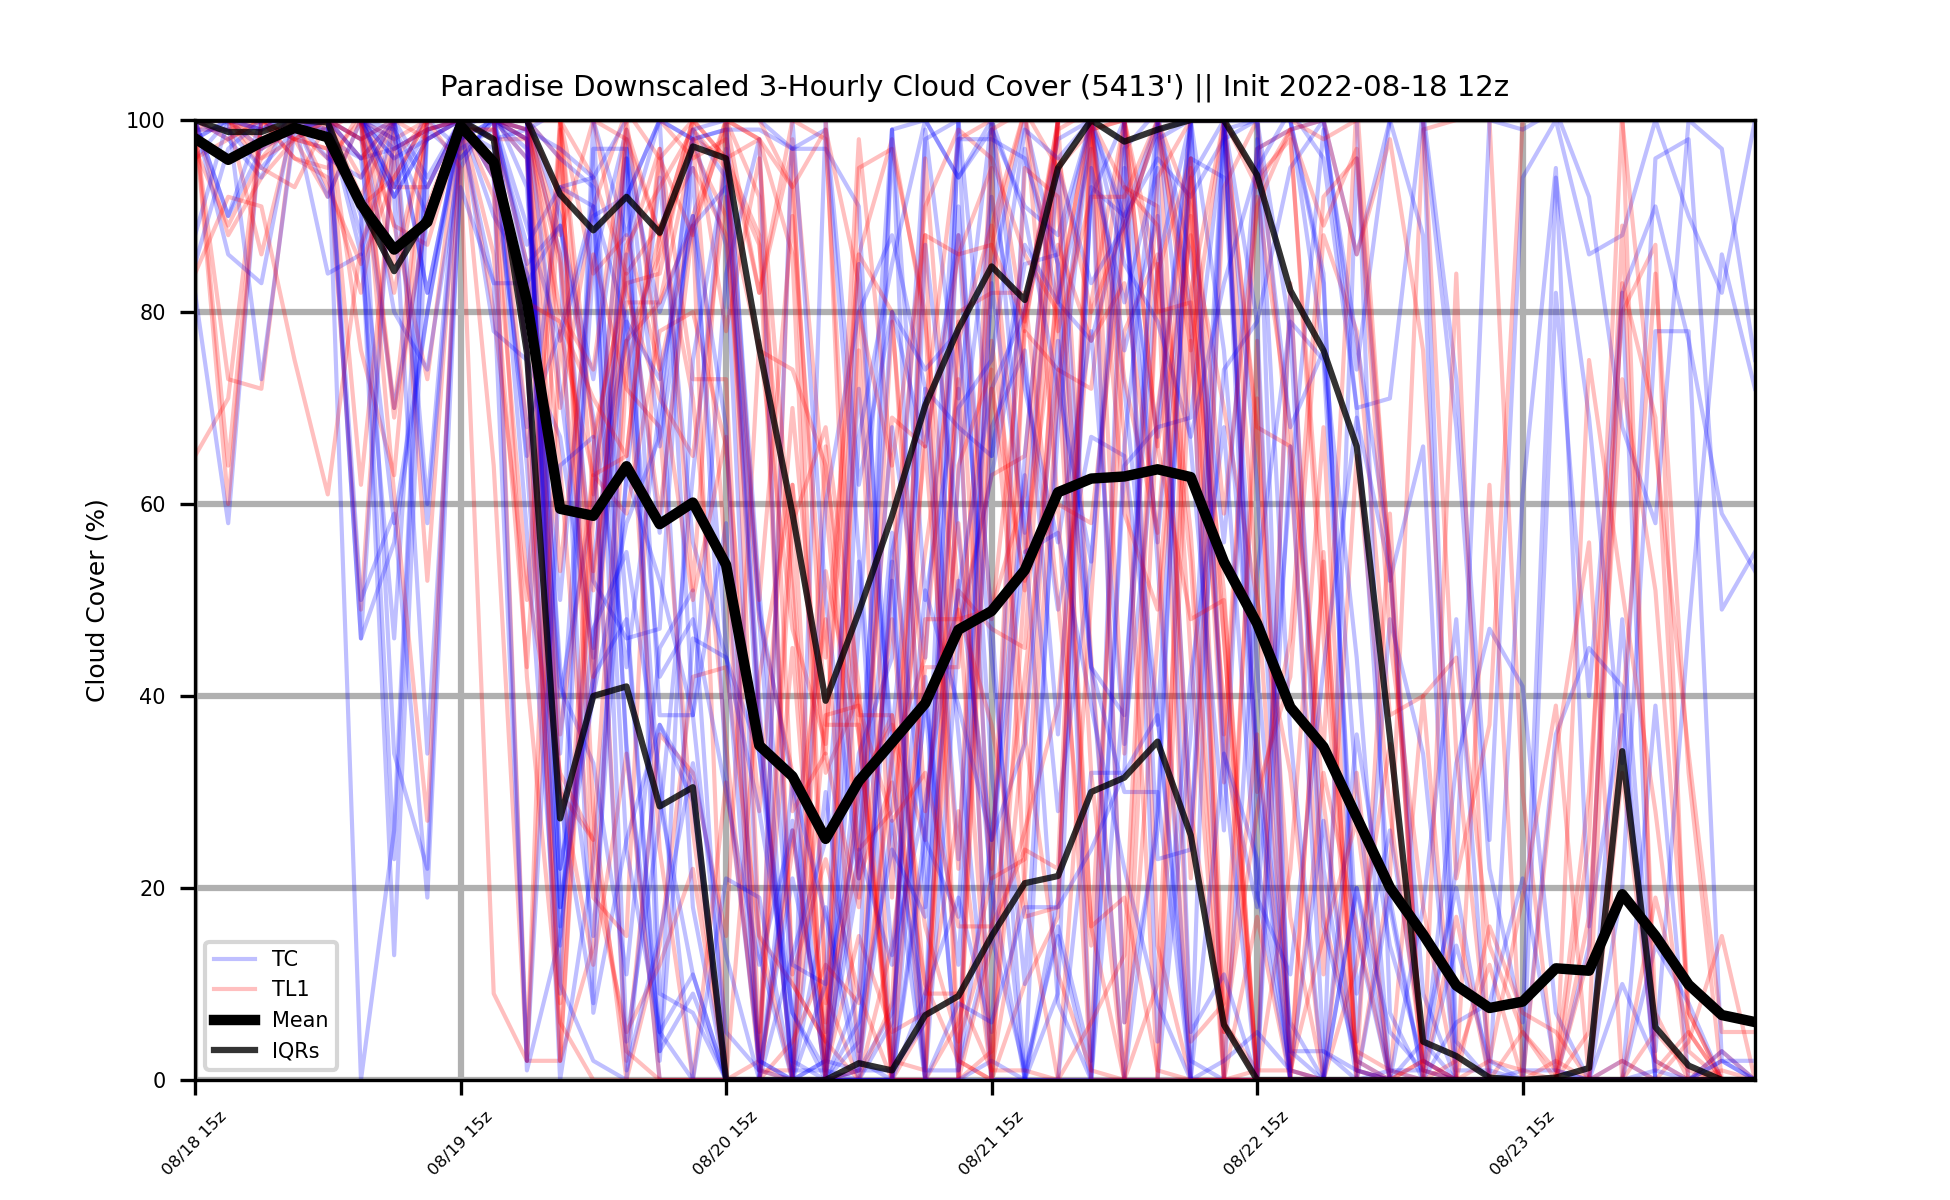 Paradise Downscaled 3-Hourly Cloud Cover (5413') || Init 2022-08-18 12z
100
80
60
40
20
0
Cloud Cover (%)
TC
TL1
Mean
IQRs
08/18 15z
08/19 15z
08/20 15z
08/21 15z
08/22 15z
08/23 15z